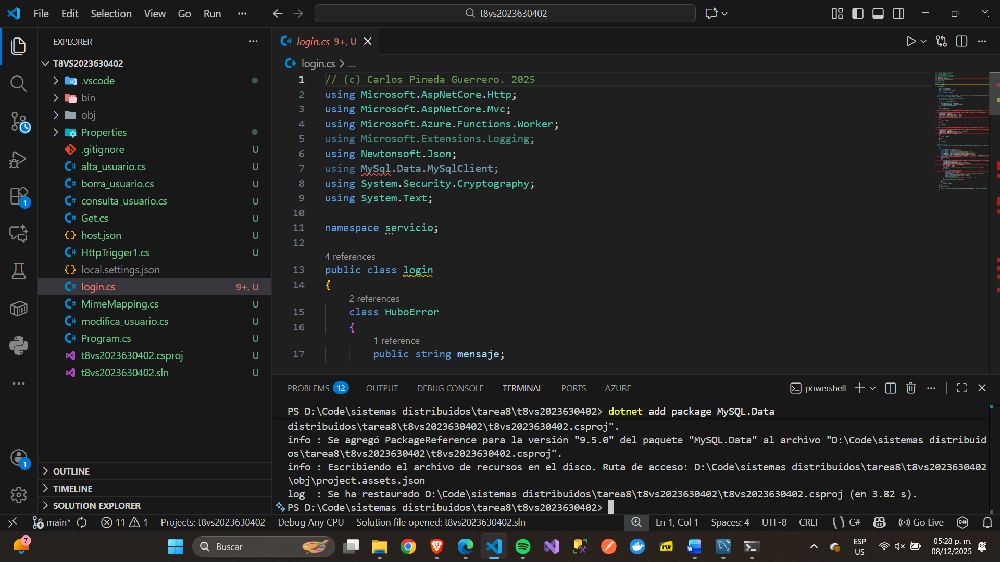 File Edit Selection View Go Run
t8vs2023630402
EXPLORER
T8VS2023630402
.vscode
bin
obj
Properties
.gitignore U
alta_usuario.cs U
borra_usuario.cs U
consulta_usuario.cs U
Get.cs U
host.json U
HttpTrigger1.cs U
local.settings.json
login.cs 9+, U
MimeMapping.cs U
modifica_usuario.cs U
Program.cs U
t8vs2023630402.csproj U
t8vs2023630402.sln U
OUTLINE
TIMELINE
SOLUTION EXPLORER
1
1
login.cs 9+, U
login.cs > ...
1 // (c) Carlos Pineda Guerrero. 2025
2 using Microsoft.AspNetCore.Http;
3 using Microsoft.AspNetCore.Mvc;
4 using Microsoft.Azure.Functions.Worker;
5 using Microsoft.Extensions.Logging;
6 using Newtonsoft.Json;
7 using MySql.Data.MySqlClient;
8 using System.Security.Cryptography;
9 using System.Text;
10
11 namespace servicio;
12
4 references
13 public class login
14 {
2 references
15 class HuboError
16 {
1 reference
17 public string mensaje;
PROBLEMS 12 OUTPUT DEBUG CONSOLE TERMINAL PORTS AZURE
powershell
PS D:\Code\sistemas distribuidos\tarea8\t8vs2023630402> dotnet add package MySQL.Data
distribuidos\tarea8\t8vs2023630402\t8vs2023630402.csproj".
info : Se agregó PackageReference para la versión "9.5.0" del paquete "MySQL.Data" al archivo "D:\Code\sistemas distribuid
os\tarea8\t8vs2023630402\t8vs2023630402.csproj".
info : Escribiendo el archivo de recursos en el disco. Ruta de acceso: D:\Code\sistemas distribuidos\tarea8\t8vs2023630402
\obj\project.assets.json
log  : Se ha restaurado D:\Code\sistemas distribuidos\tarea8\t8vs2023630402\t8vs2023630402.csproj (en 3.82 s).
PS D:\Code\sistemas distribuidos\tarea8\t8vs2023630402>
main* 11 1 Projects: t8vs2023630402 Debug Any CPU Solution file opened: t8vs2023630402.sln Ln 1, Col 1 Spaces: 4 UTF-8 CRLF {} C# Go Live
7
Buscar
PDF
ESP
US
05:28 p. m.
08/12/2025